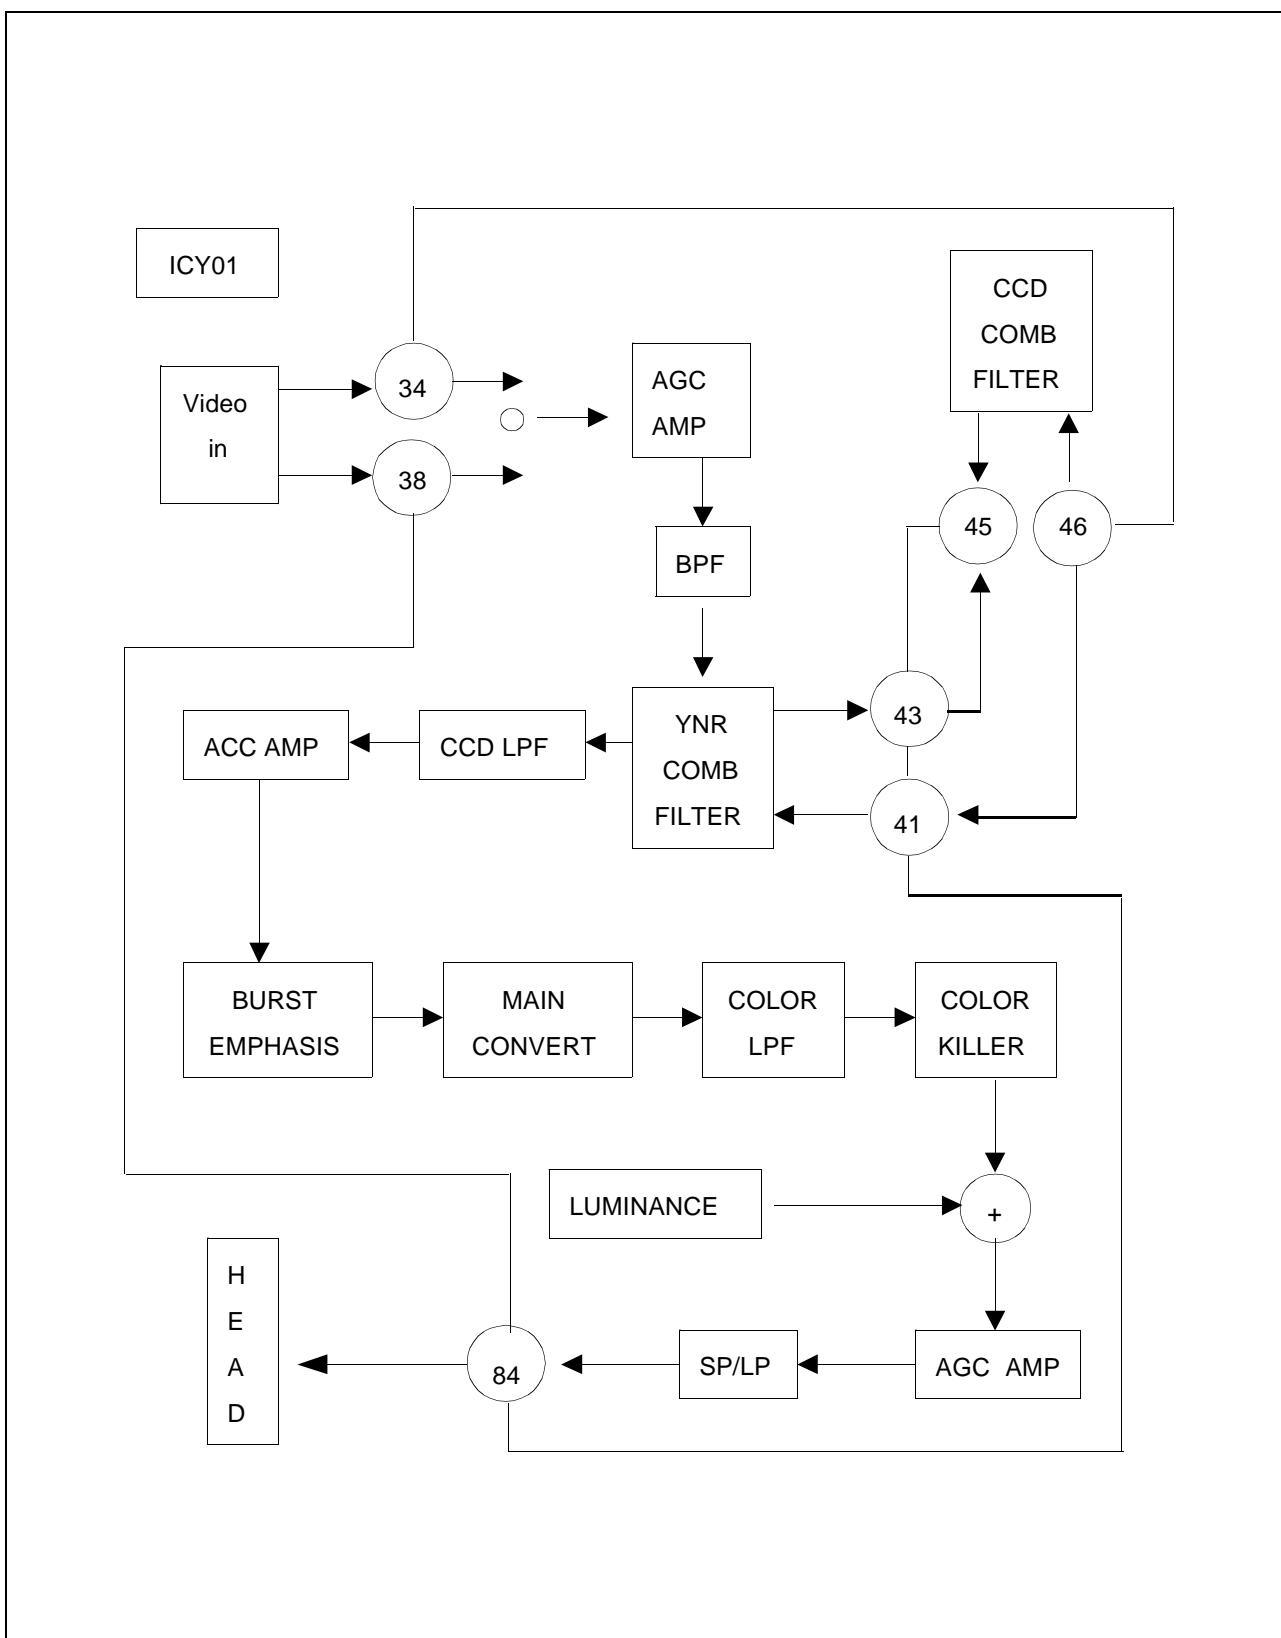 ICY01
CCD
COMB
FILTER
Video
in
34
38
AGC
AMP
45
46
BPF
ACC AMP
CCD LPF
YNR
COMB
FILTER
43
41
BURST
EMPHASIS
MAIN
CONVERT
COLOR
LPF
COLOR
KILLER
LUMINANCE
+
H
E
A
D
84
SP/LP
AGC AMP